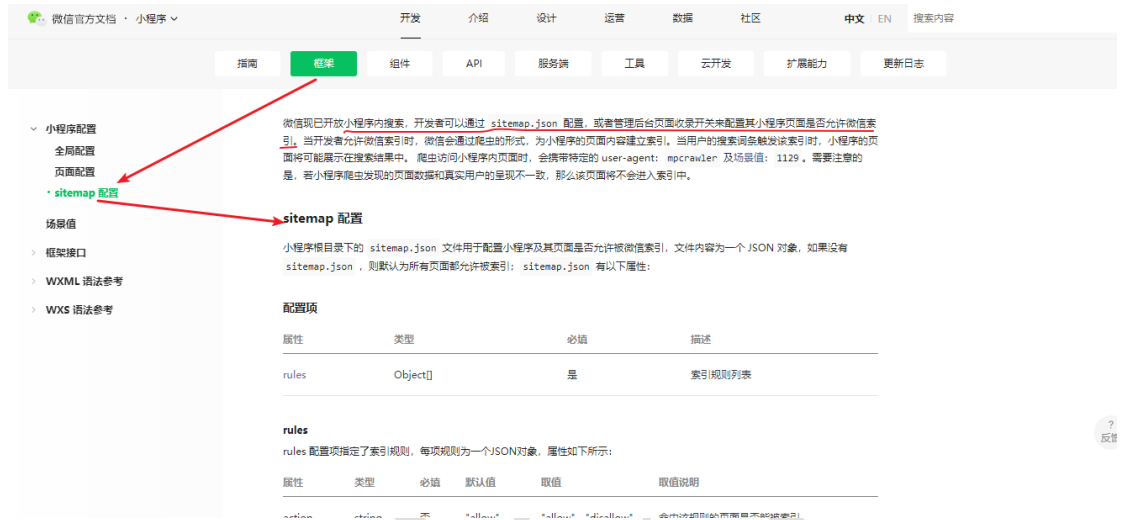 微信官方文档 · 小程序
开发 介绍 设计 运营 数据 社区 中文 EN 搜索内容
指南 框架 组件 API 服务端 工具 云开发 扩展能力 更新日志
小程序配置
全局配置
页面配置
sitemap 配置
场景值
框架接口
WXML 语法参考
WXS 语法参考
微信现已开放小程序内搜索，开发者可以通过 sitemap.json 配置，或者管理后台页面收录开关来配置其小程序页面是否允许微信索
引。当开发者允许微信索引时，微信会通过爬虫的形式，为小程序的页面内容建立索引。当用户的搜索词条触发该索引时，小程序的页
面将可能展示在搜索结果中。 爬虫访问小程序内页面时，会携带特定的 user-agent: mpcrawler 及场景值: 1129 。需要注意的
是，若小程序爬虫发现的页面数据和真实用户的呈现不一致，那么该页面将不会进入索引中。
sitemap 配置
小程序根目录下的 sitemap.json 文件用于配置小程序及其页面是否允许被微信索引，文件内容为一个 JSON 对象，如果没有
sitemap.json ，则默认为所有页面都允许被索引； sitemap.json 有以下属性：
配置项
属性 类型 必填 描述
rules Object[] 是 索引规则列表
rules
rules 配置项指定了索引规则，每项规则为一个JSON对象，属性如下所示：
属性 类型 必填 默认值 取值 取值说明
action string 否 "allow" "allow"、"disallow" 命中该规则的页面是否能被索引
?
反馈